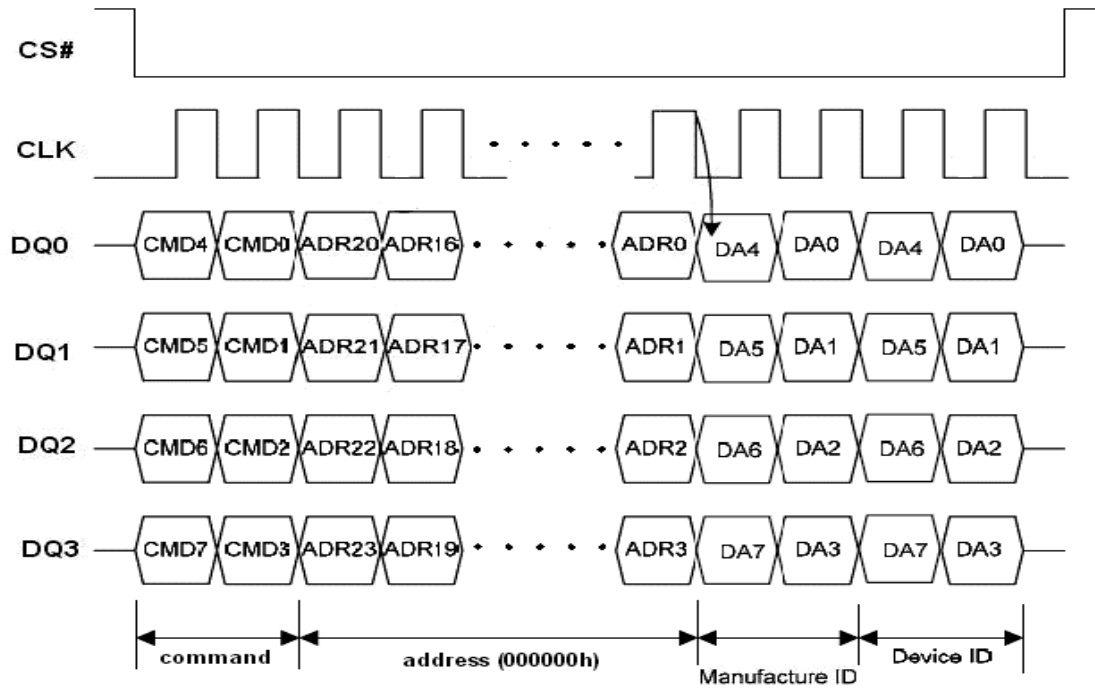 CS#
CLK
DQ0 CMD4 CMD0 ADR20 ADR16 ADR0 DA4 DA0 DA4 DA0
DQ1 CMD5 CMD1 ADR21 ADR17 ADR1 DA5 DA1 DA5 DA1
DQ2 CMD6 CMD2 ADR22 ADR18 ADR2 DA6 DA2 DA6 DA2
DQ3 CMD7 CMD3 ADR23 ADR19 ADR3 DA7 DA3 DA7 DA3
command address (000000h) Manufacture ID Device ID